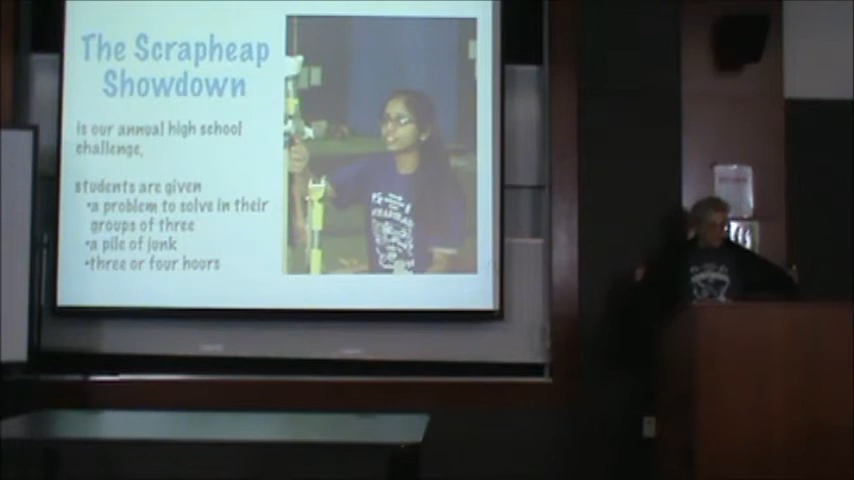 The Scrapheap
Showdown
is our annual high school
challenge,
students are given
•a problem to solve in their
groups of three
•a pile of junk
•three or four hours